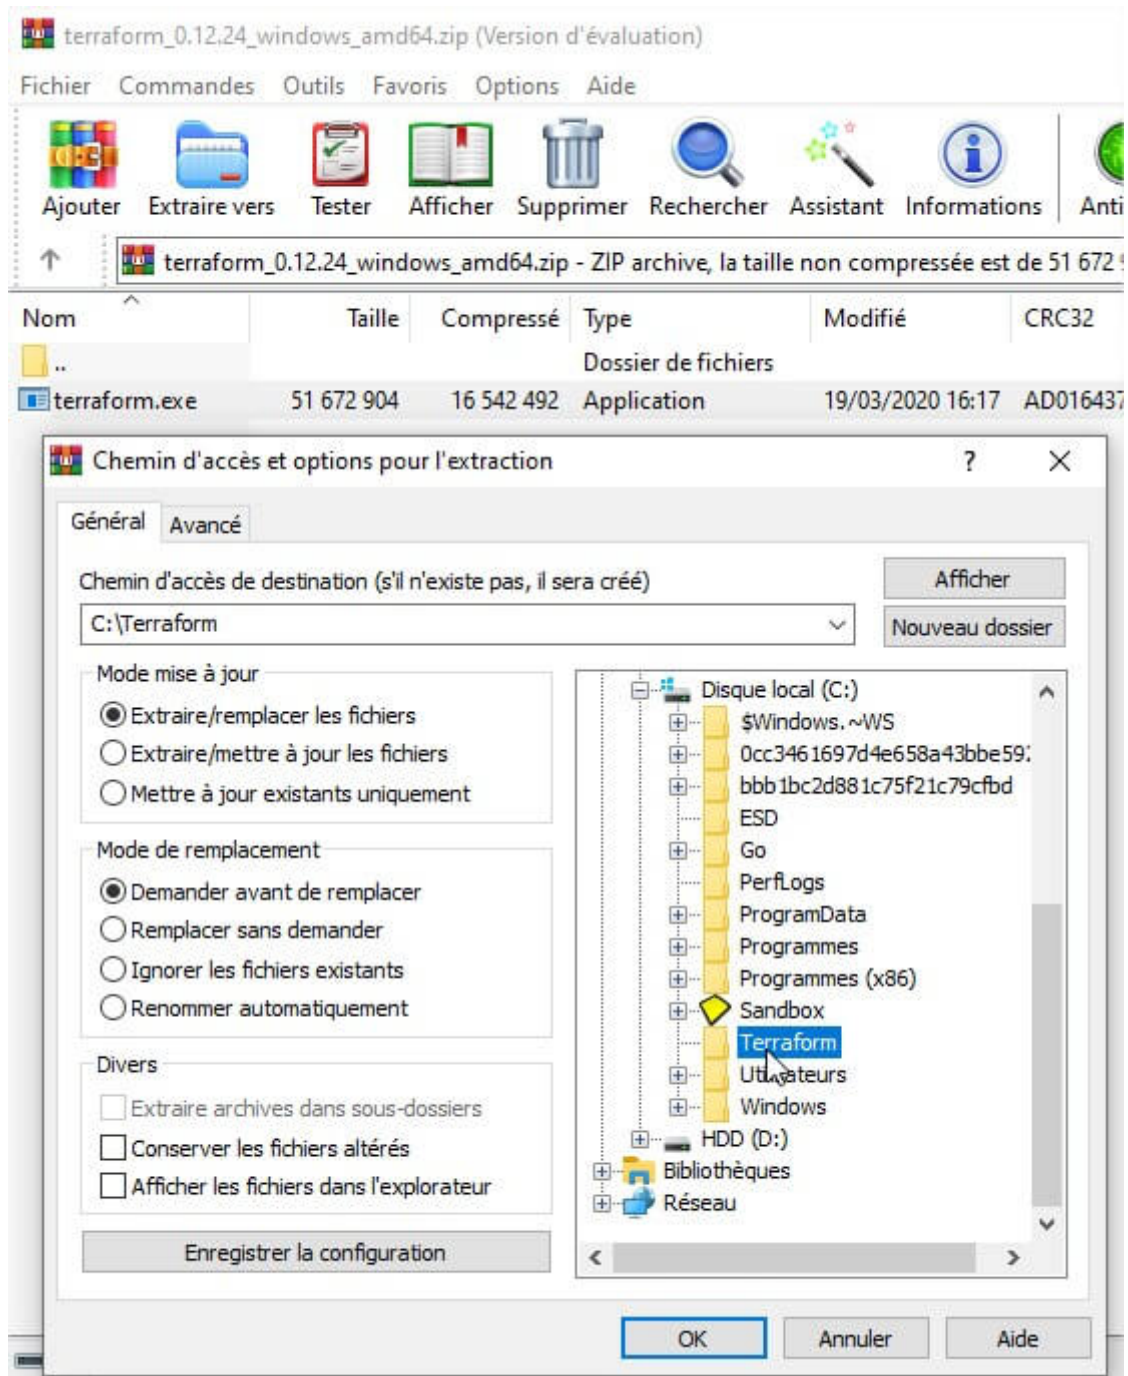 terraform_0.12.24_windows_amd64.zip (Version d'évaluation)
Fichier Commandes Outils Favoris Options Aide
Ajouter Extraire vers Tester Afficher Supprimer Rechercher Assistant Informations Anti
terraform_0.12.24_windows_amd64.zip - ZIP archive, la taille non compressée est de 51 672
Nom Taille Compressé Type Modifié CRC32
.. Dossier de fichiers
terraform.exe 51 672 904 16 542 492 Application 19/03/2020 16:17 AD016437
Chemin d'accès et options pour l'extraction ?
Général Avancé
Chemin d'accès de destination (s'il n'existe pas, il sera créé)
Afficher
C:\Terraform
Nouveau dossier
Mode mise à jour
Extraire/remplacer les fichiers
Extraire/mettre à jour les fichiers
Mettre à jour existants uniquement
Mode de remplacement
Demander avant de remplacer
Remplacer sans demander
Ignorer les fichiers existants
Renommer automatiquement
Divers
Extraire archives dans sous-dossiers
Conserver les fichiers altérés
Afficher les fichiers dans l'explorateur
Enregistrer la configuration
Disque local (C:)
$Windows.~WS
0cc3461697d4e658a43bbe592
bbb1bc2d881c75f21c79cfbd
ESD
Go
PerfLogs
ProgramData
Programmes
Programmes (x86)
Sandbox
Terraform
Utilisateurs
Windows
HDD (D:)
Bibliothèques
Réseau
OK Annuler Aide